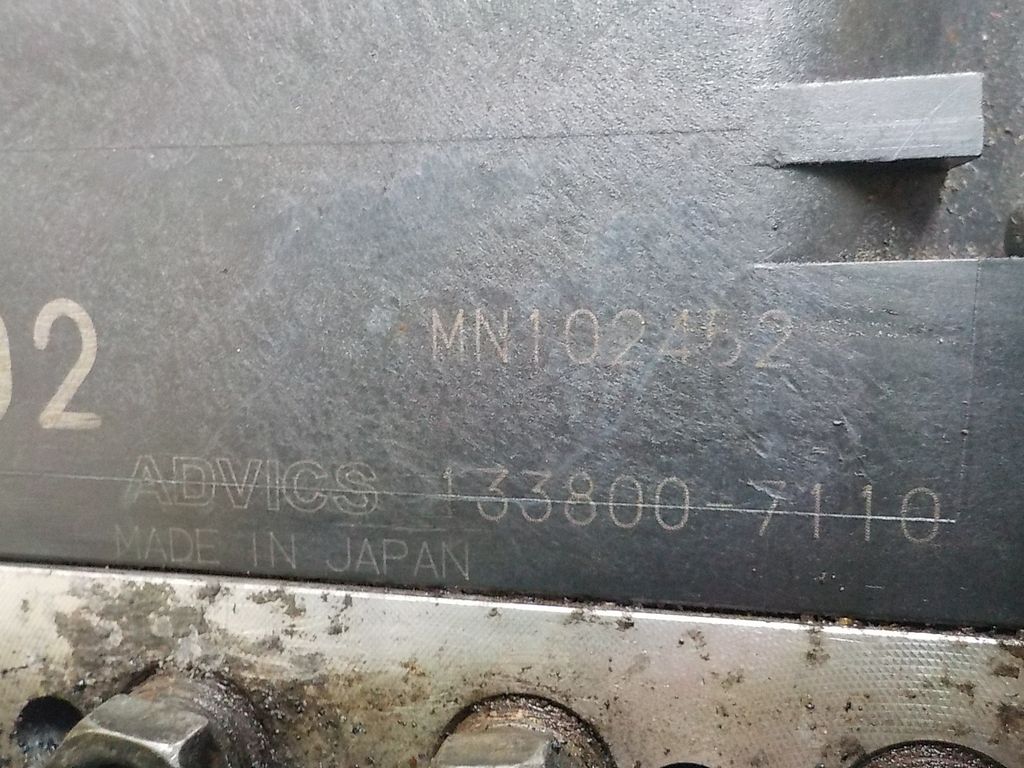 02
MN102452
ADVICS 133800-7110
MADE IN JAPAN